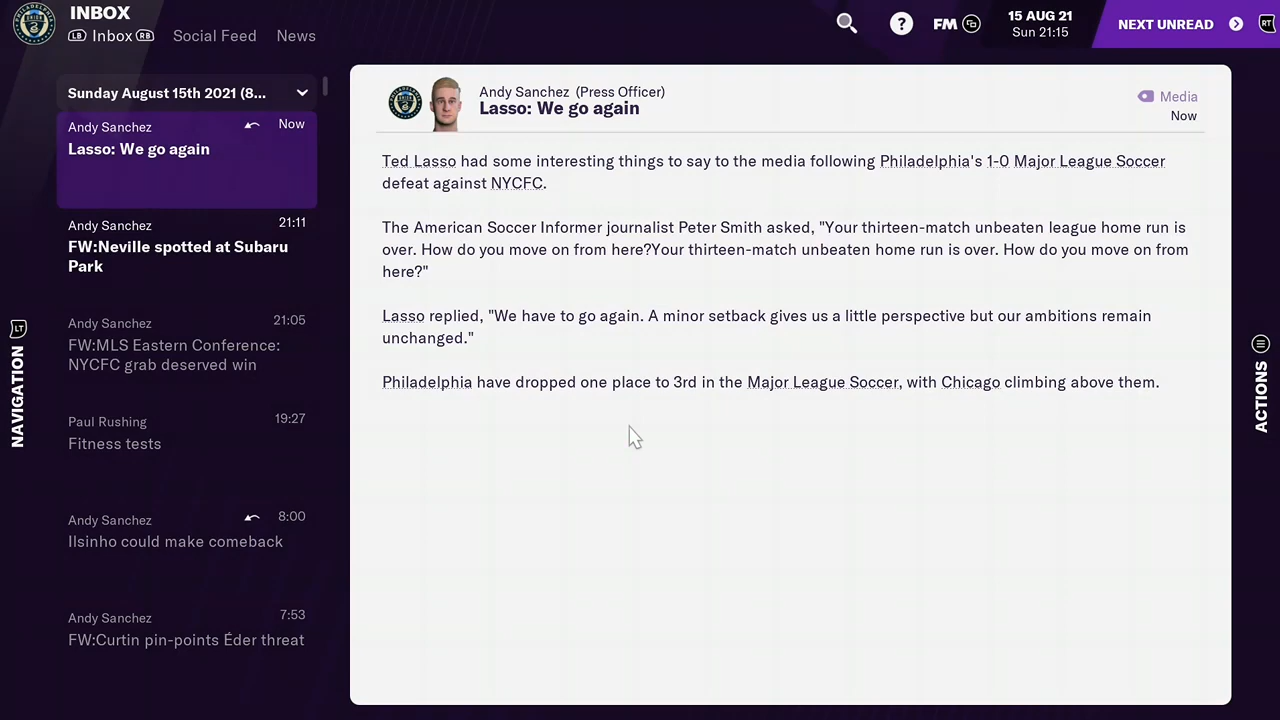 INBOX
LB Inbox RB Social Feed News
? FM
15 AUG 21
Sun 21:15
NEXT UNREAD RT
Sunday August 15th 2021 (8...
Andy Sanchez Now
Lasso: We go again
Andy Sanchez 21:11
FW:Neville spotted at Subaru
Park
Andy Sanchez 21:05
FW:MLS Eastern Conference:
NYCFC grab deserved win
Paul Rushing 19:27
Fitness tests
Andy Sanchez 8:00
Ilsinho could make comeback
Andy Sanchez 7:53
FW:Curtin pin-points Éder threat
LT
NAVIGATION
Andy Sanchez (Press Officer)
Lasso: We go again
Media
Now
Ted Lasso had some interesting things to say to the media following Philadelphia's 1-0 Major League Soccer
defeat against NYCFC.
The American Soccer Informer journalist Peter Smith asked, "Your thirteen-match unbeaten league home run is
over. How do you move on from here?Your thirteen-match unbeaten home run is over. How do you move on from
here?"
Lasso replied, "We have to go again. A minor setback gives us a little perspective but our ambitions remain
unchanged."
Philadelphia have dropped one place to 3rd in the Major League Soccer, with Chicago climbing above them.
ACTIONS